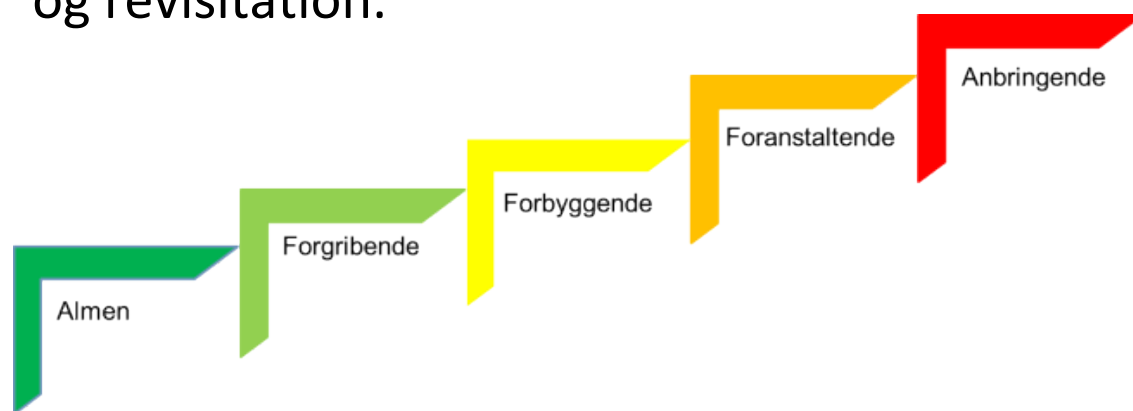 og revisitation.
Anbringende
Foranstaltende
Forbyggende
Forgribende
Almen